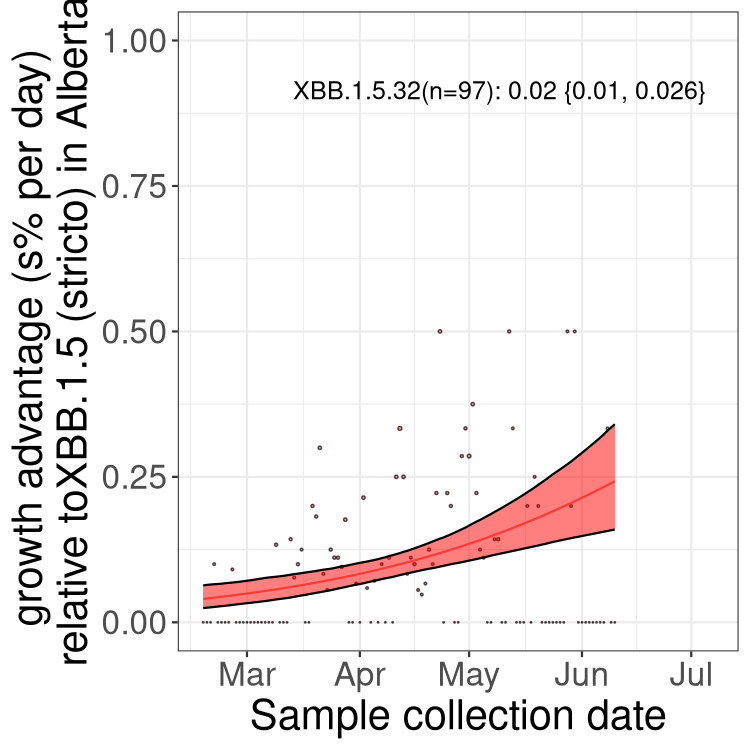 growth advantage (s% per day)
relative toXBB.1.5 (stricto) in Alberta
1.00
0.75
0.50
0.25
0.00
XBB.1.5.32(n=97): 0.02 {0.01, 0.026}
Mar Apr May Jun Jul
Sample collection date